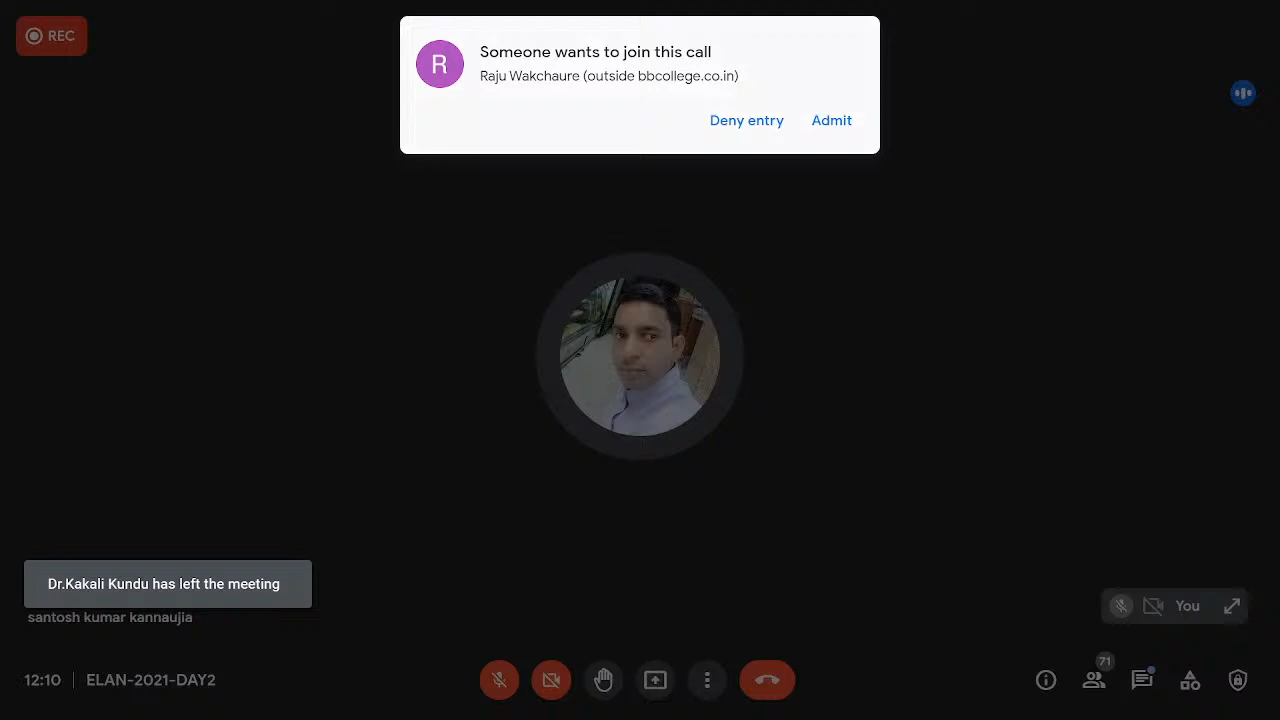 REC
R
Someone wants to join this call
Raju Wakchaure (outside bbcollege.co.in)
Deny entry Admit
Dr.Kakali Kundu has left the meeting
santosh kumar kannaujia
You
12:10 | ELAN-2021-DAY2
71